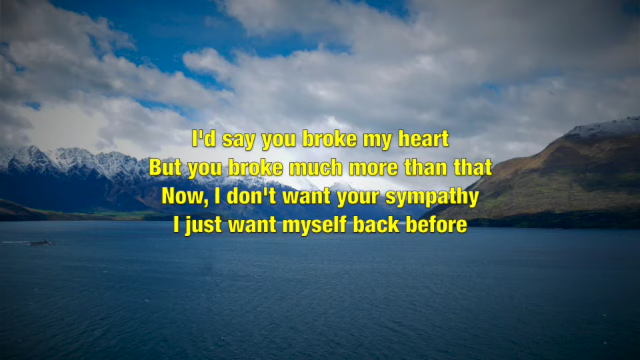 I'd say you broke my heart
But you broke much more than that
Now, I don't want your sympathy
I just want myself back before